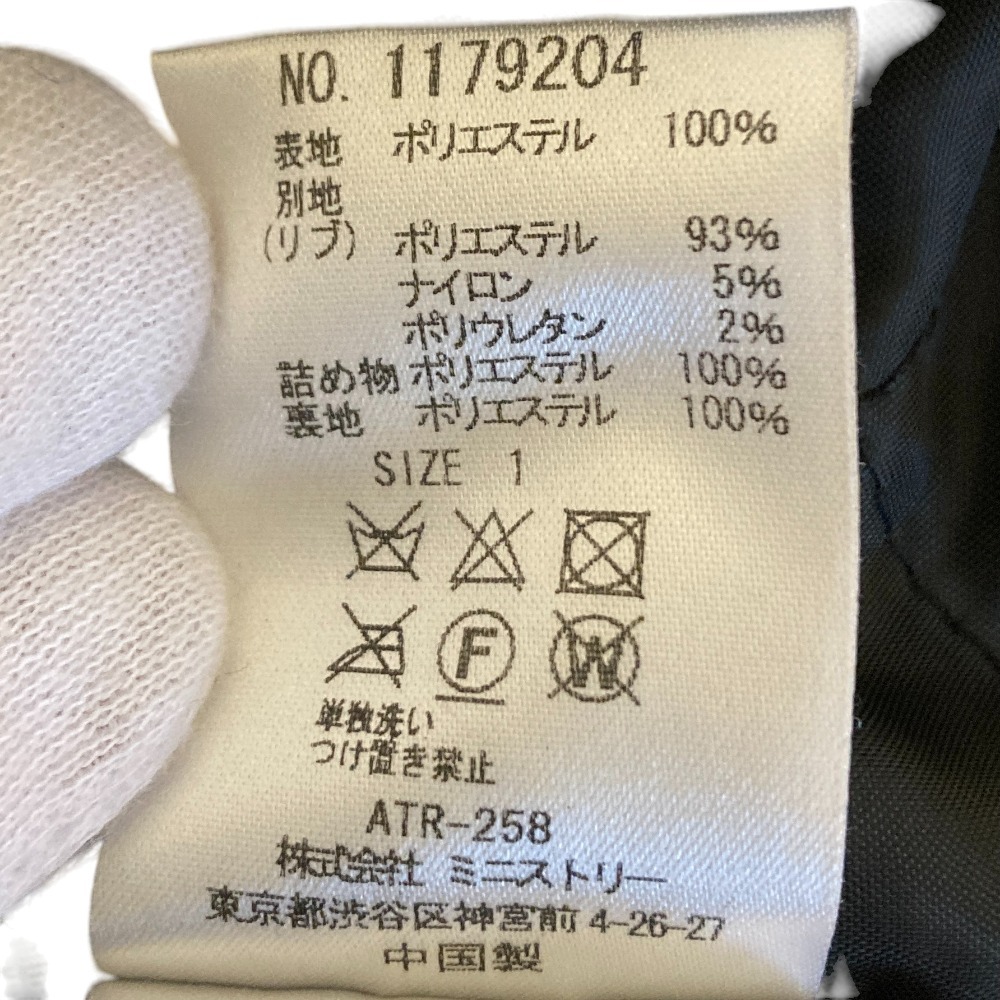 NO. 1179204
表地 ポリエステル 100%
別地
(リブ) ポリエステル 93%
ナイロン 5%
ポリウレタン 2%
詰め物 ポリエステル 100%
裏地 ポリエステル 100%
SIZE 1
F W
単独洗い
つけ置き禁止
ATR-258
株式会社 ミニストリー
東京都渋谷区神宮前 4-26-27
中国製